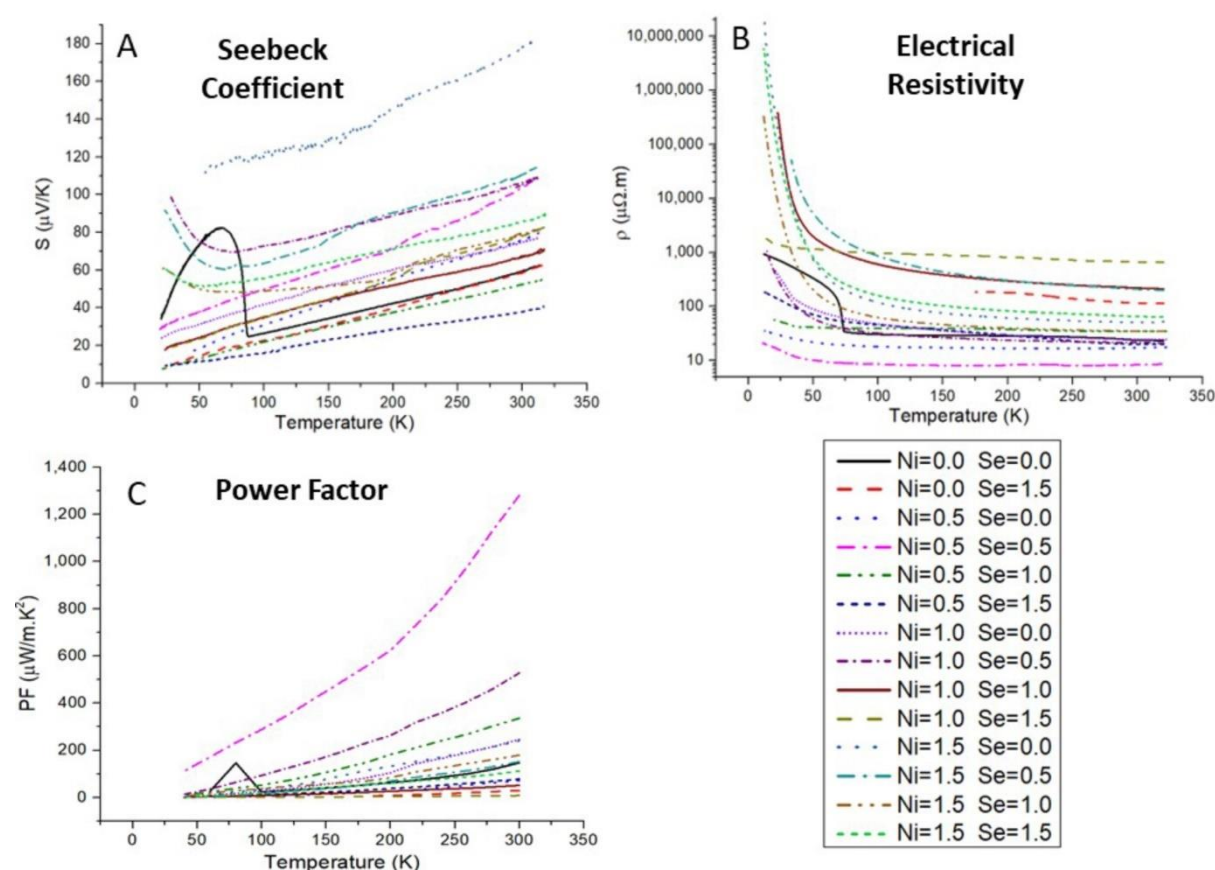 A
Seebeck
Coefficient
180
160
140
120
100
80
60
40
20
0
S (μV/K)
0 50 100 150 200 250 300 350
Temperature (K)
B
Electrical
Resistivity
10,000,000
1,000,000
100,000
10,000
1,000
100
10
ρ (μΩ.m)
0 50 100 150 200 250 300 350
Temperature (K)
C
Power Factor
1,400
1,200
1,000
800
600
400
200
0
PF (μW/m.K²)
0 50 100 150 200 250 300 350
Temperature (K)
Ni=0.0 Se=0.0
Ni=0.0 Se=1.5
Ni=0.5 Se=0.0
Ni=0.5 Se=0.5
Ni=0.5 Se=1.0
Ni=0.5 Se=1.5
Ni=1.0 Se=0.0
Ni=1.0 Se=0.5
Ni=1.0 Se=1.0
Ni=1.0 Se=1.5
Ni=1.5 Se=0.0
Ni=1.5 Se=0.5
Ni=1.5 Se=1.0
Ni=1.5 Se=1.5